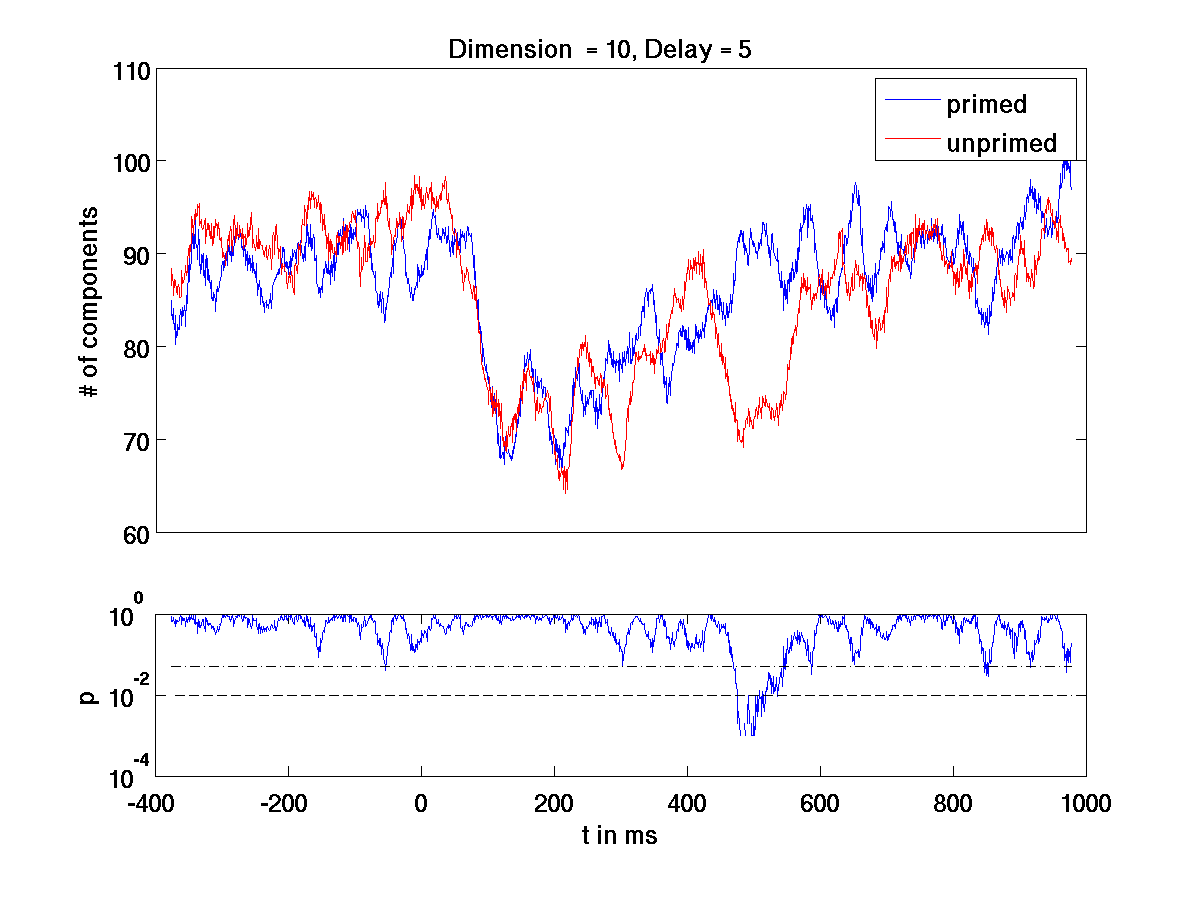 Dimension = 10, Delay = 5
110
primed
unprimed
100
90
80
70
60
# of components
10^0
10^-2
10^-4
p
-400 -200 0 200 400 600 800 1000
t in ms